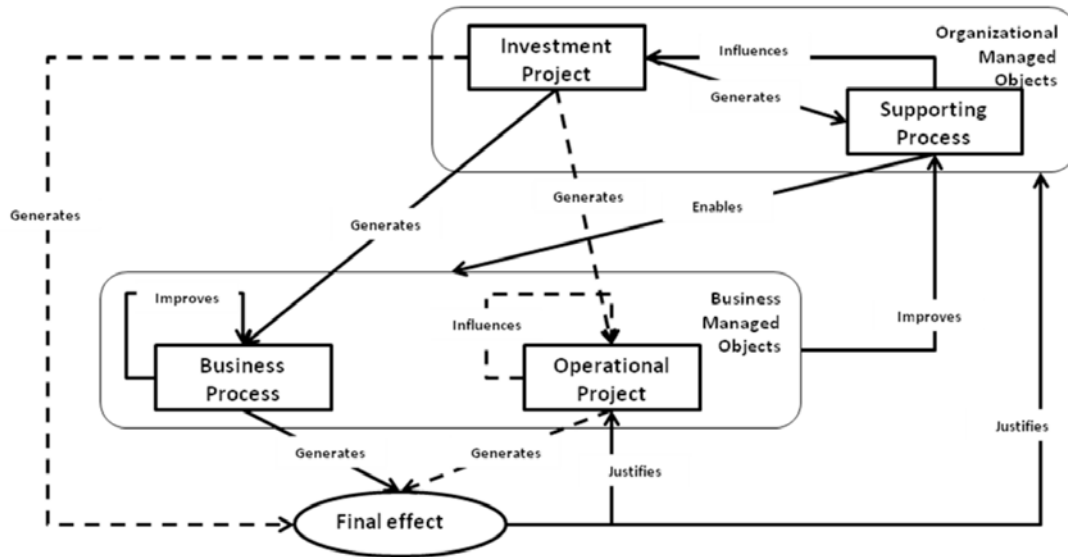 Investment
Project
Influences
Organizational
Managed
Objects
Generates
Supporting
Process
Generates
Generates
Generates
Enables
Improves
Influences
Business
Managed
Objects
Improves
Business
Process
Operational
Project
Generates
Generates
Justifies
Justifies
Final effect